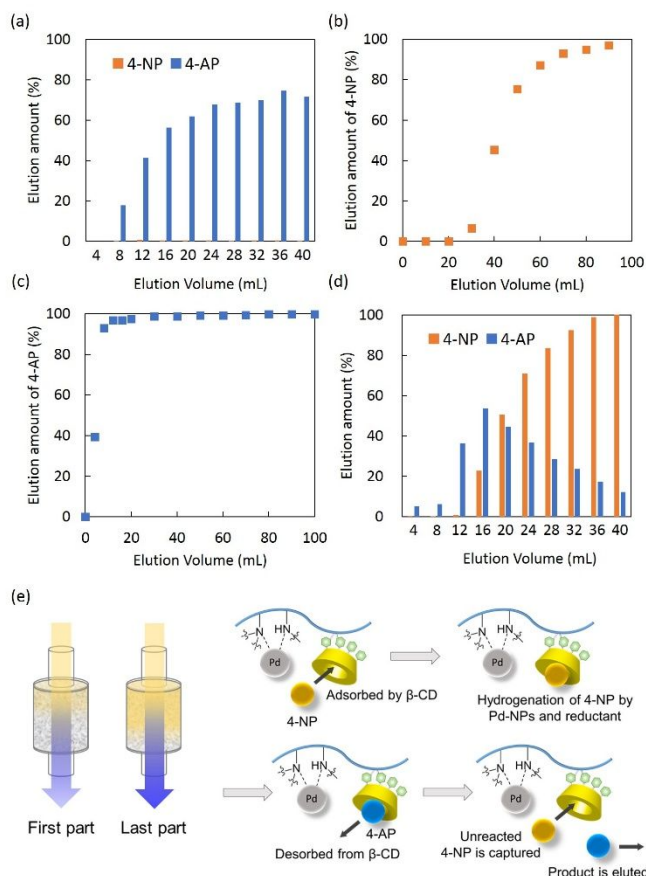 (a)
Elution amount (%)
100
80
60
40
20
0
4-NP 4-AP
4 8 12 16 20 24 28 32 36 40
Elution Volume (mL)
(b)
Elution amount of 4-NP (%)
100
80
60
40
20
0
0 20 40 60 80 100
Elution Volume (mL)
(c)
Elution amount of 4-AP (%)
100
80
60
40
20
0
0 20 40 60 80 100
Elution Volume (mL)
(d)
Elution amount (%)
100
80
60
40
20
0
4-NP 4-AP
4 8 12 16 20 24 28 32 36 40
Elution Volume (mL)
(e)
First part
Last part
N HN
Pd
4-NP
Adsorbed by β-CD
N HN
Pd
Hydrogenation of 4-NP by
Pd-NPs and reductant
N HN
Pd
4-AP
Desorbed from β-CD
N HN
Pd
Unreacted
4-NP is captured
Product is eluted